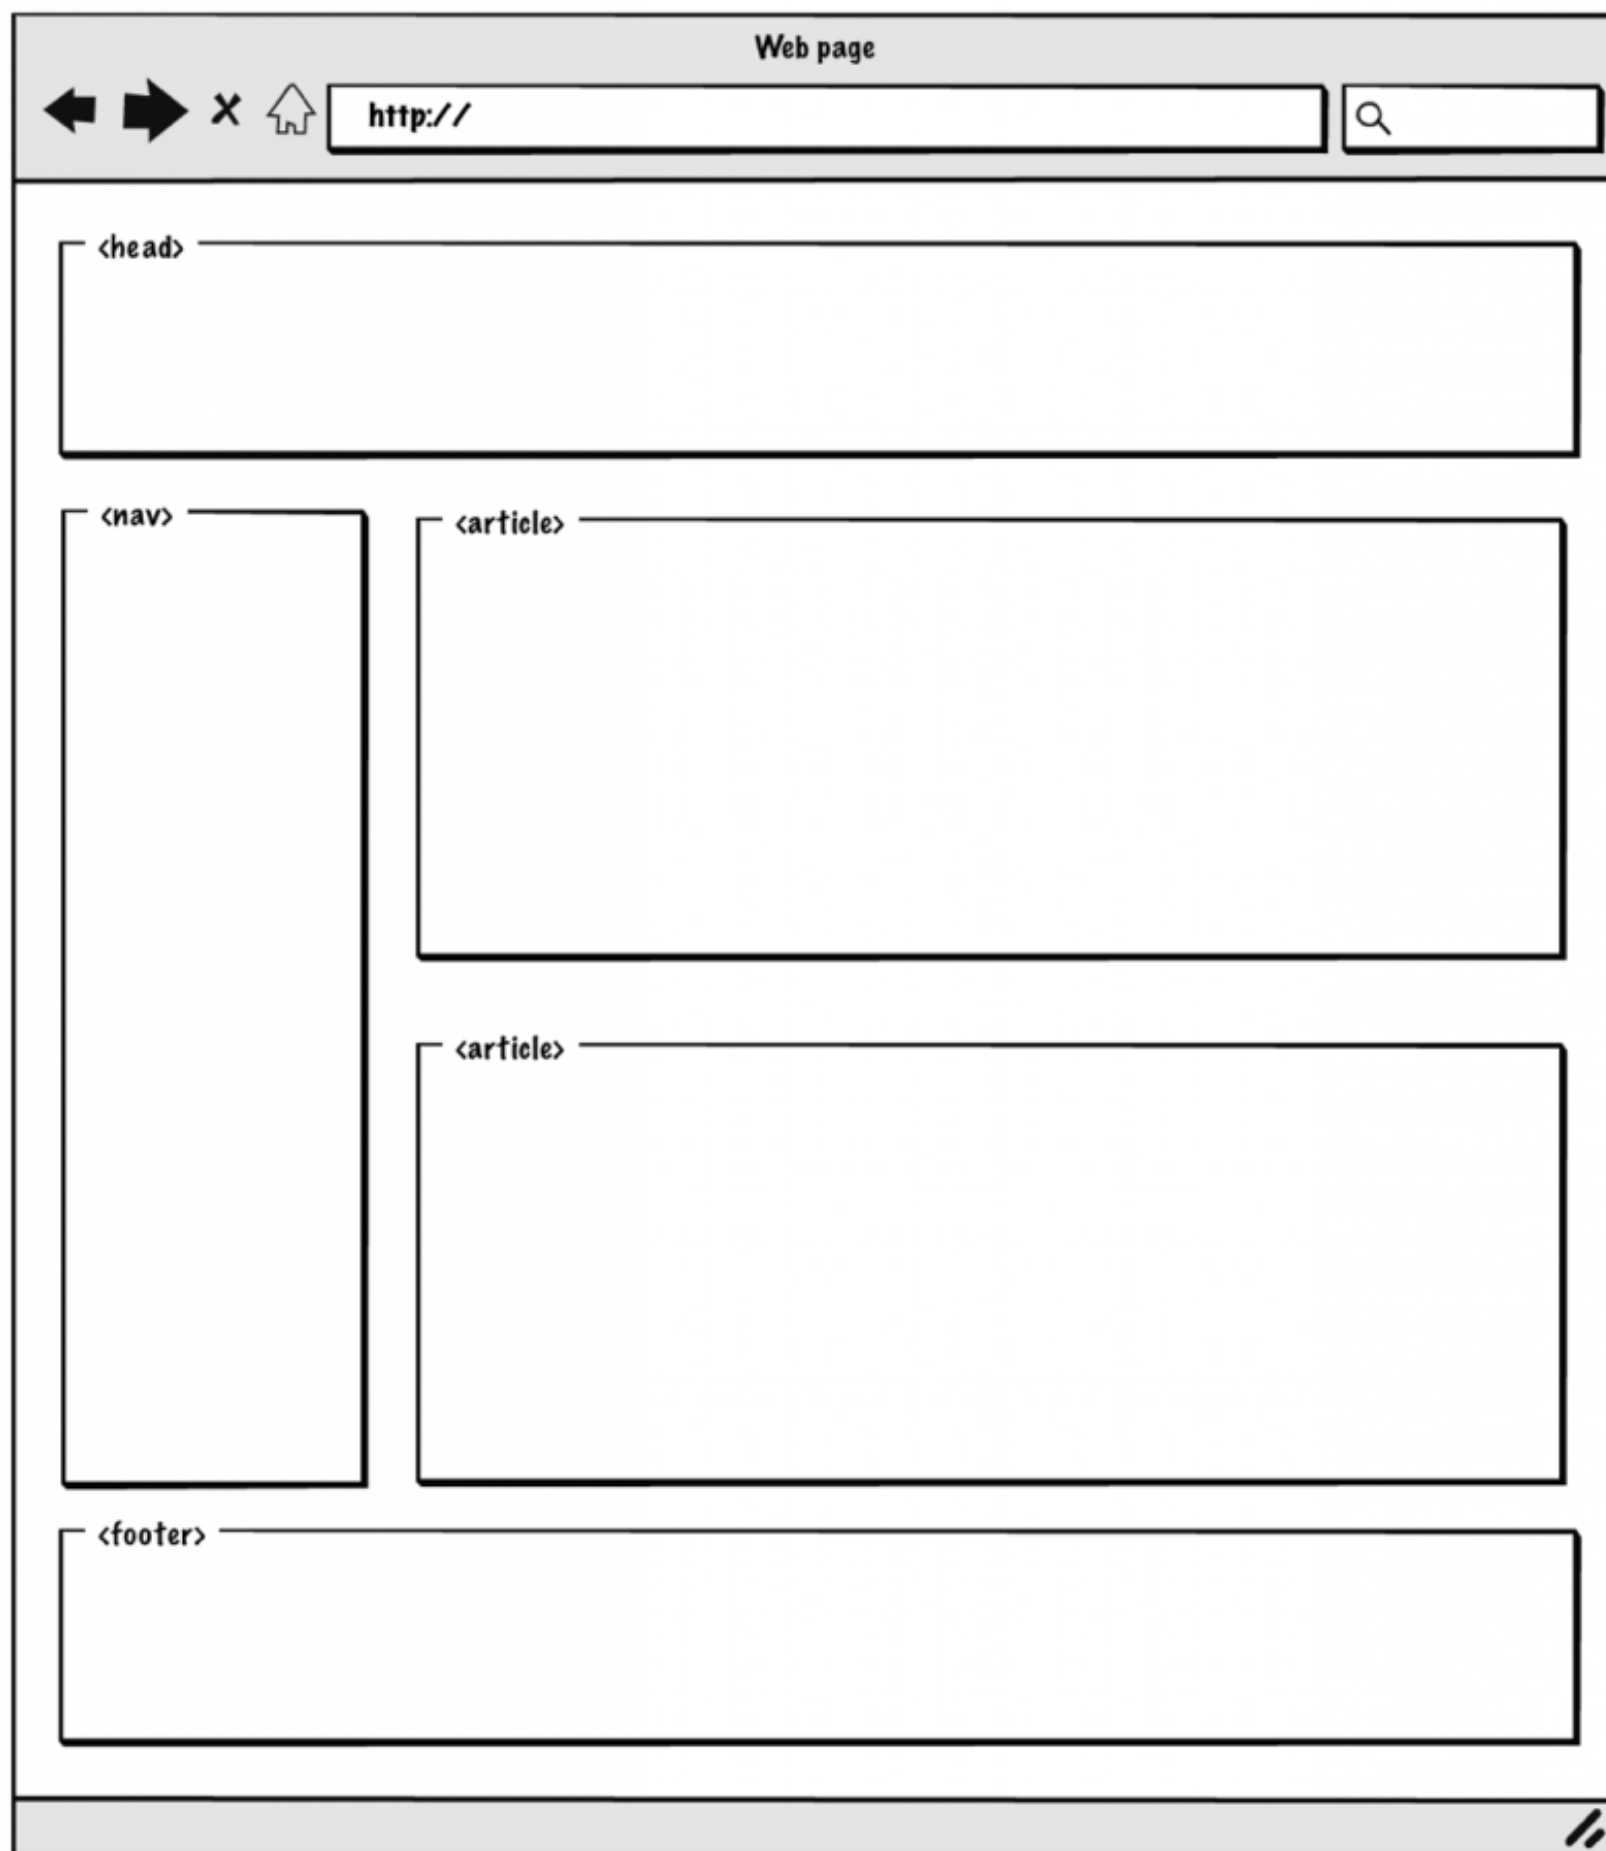 Web page
http://
<head>
<nav>
<article>
<article>
<footer>